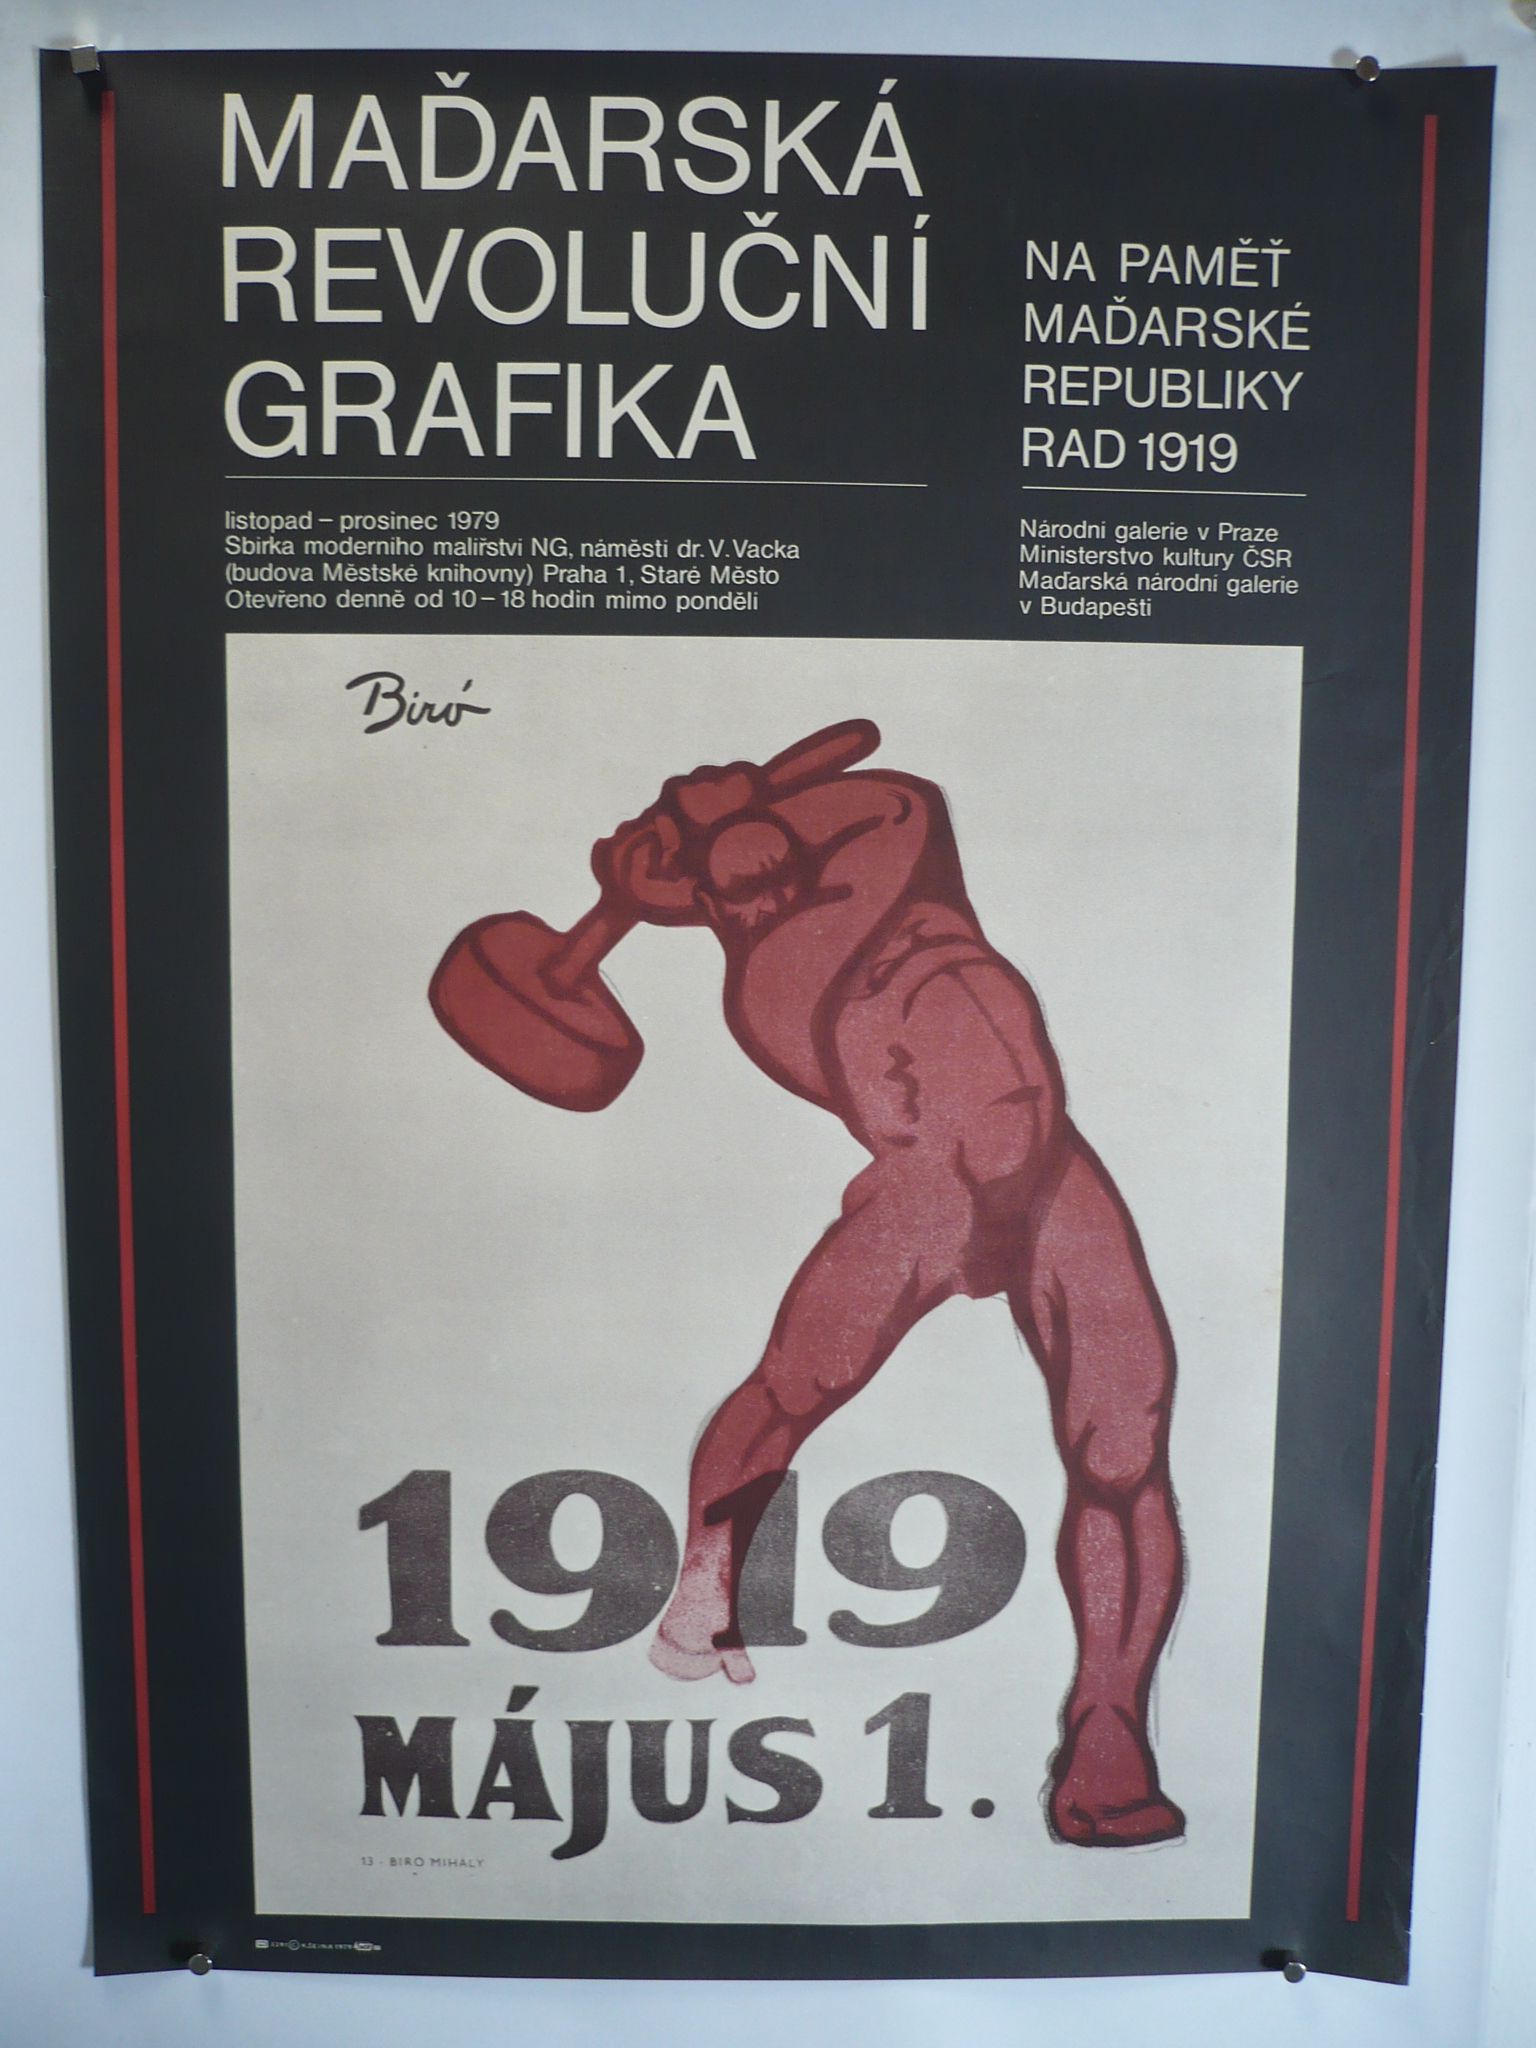 MAĎARSKÁ
REVOLUČNÍ
GRAFIKA
NA PAMĚŤ
MAĎARSKÉ
REPUBLIKY
RAD 1919
listopad – prosinec 1979
Sbírka moderního malířství NG, náměstí dr. V. Vacka
(budova Městské knihovny) Praha 1, Staré Město
Otevřeno denně od 10 – 18 hodin mimo pondělí
Národní galerie v Praze
Ministerstvo kultury ČSR
Maďarská národní galerie
v Budapešti
Biró
1919
MÁJUS 1.
13 - BIRÓ MIHÁLY